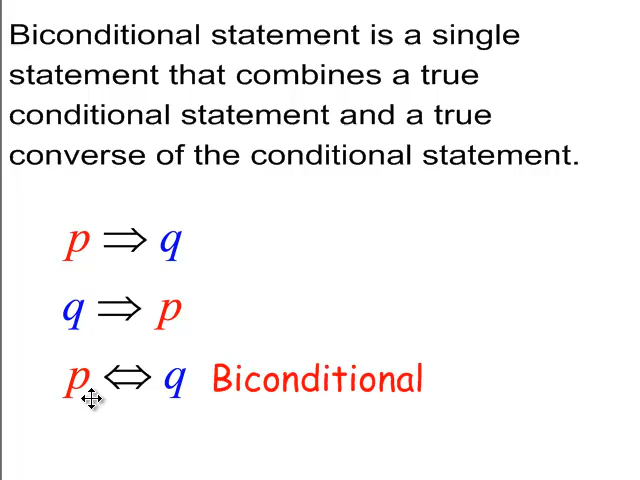 Biconditional statement is a single
statement that combines a true
conditional statement and a true
converse of the conditional statement.
p ⇒ q
q ⇒ p
p ⇔ q Biconditional